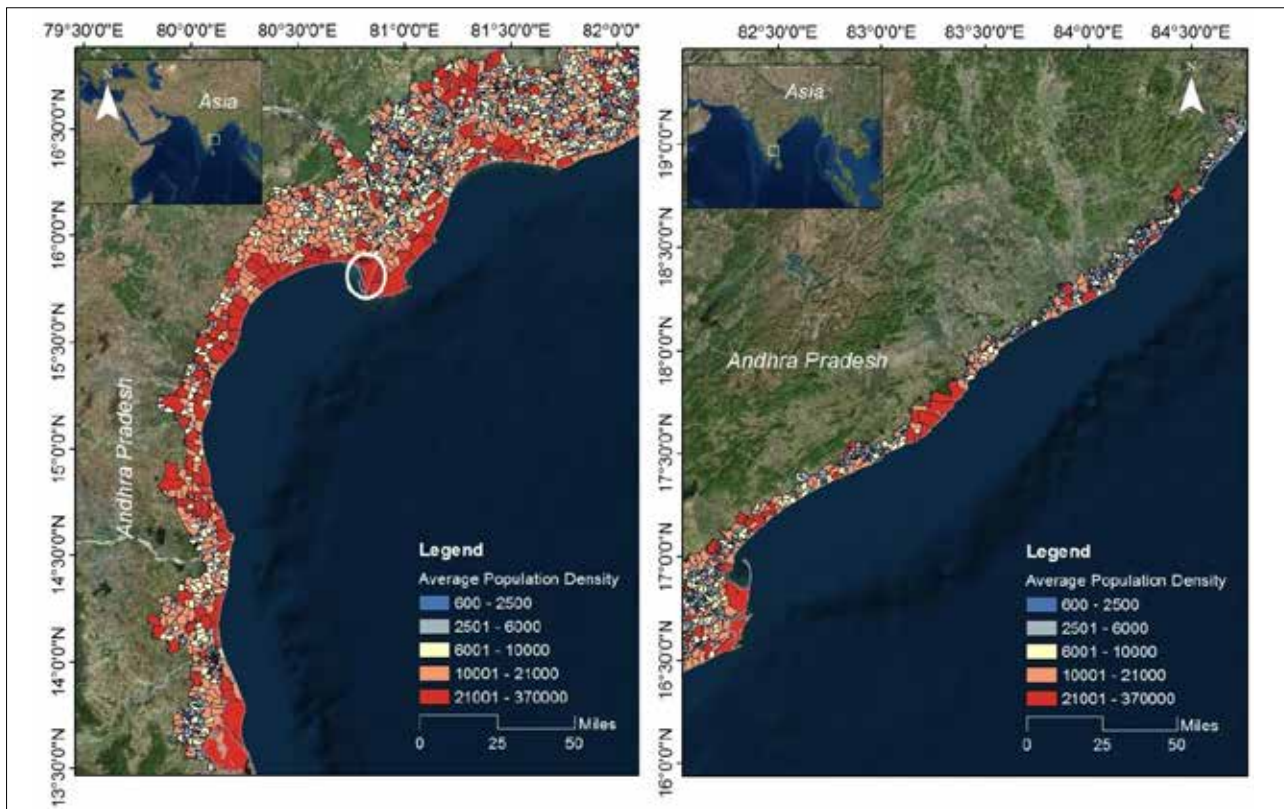 79°30'0"E 80°0'0"E 80°30'0"E 81°0'0"E 81°30'0"E 82°0'0"E
16°30'0"N
16°0'0"N
15°30'0"N
15°0'0"N
14°30'0"N
14°0'0"N
13°30'0"N
Asia
Andhra Pradesh
Legend
Average Population Density
600 - 2500
2501 - 6000
6001 - 10000
10001 - 21000
21001 - 370000
Miles
0 25 50
82°30'0"E 83°0'0"E 83°30'0"E 84°0'0"E 84°30'0"E
19°0'0"N
18°30'0"N
18°0'0"N
17°30'0"N
17°0'0"N
16°30'0"N
16°0'0"N
Asia
N
Andhra Pradesh
Legend
Average Population Density
600 - 2500
2501 - 6000
6001 - 10000
10001 - 21000
21001 - 370000
Miles
0 25 50